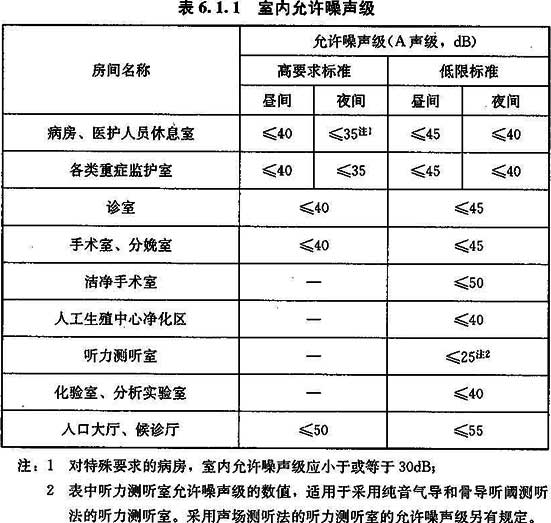 表 6.1.1 室内允许噪声级
房间名称
允许噪声级(A声级，dB)
高要求标准 低限标准
昼间 夜间 昼间 夜间
病房、医护人员休息室 ≤40 ≤35注1 ≤45 ≤40
各类重症监护室 ≤40 ≤35 ≤45 ≤40
诊室 ≤40 ≤45
手术室、分娩室 ≤40 ≤45
洁净手术室 — ≤50
人工生殖中心净化区 — ≤40
听力测听室 — ≤25注2
化验室、分析实验室 — ≤40
入口大厅、候诊厅 ≤50 ≤55
注：1 对特殊要求的病房，室内允许噪声级应小于或等于 30dB；
2 表中听力测听室允许噪声级的数值，适用于采用纯音气导和骨导听阈测听
法的听力测听室。采用声场测听法的听力测听室的允许噪声级另有规定。